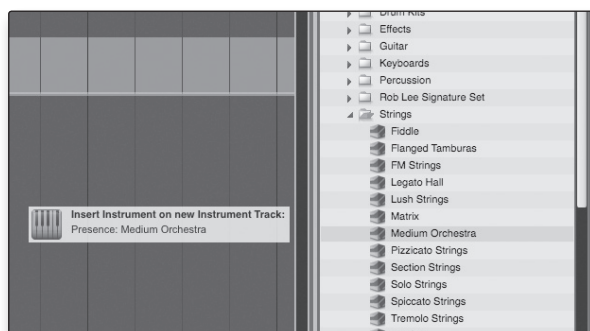 Drum Kits
Effects
Guitar
Keyboards
Percussion
Rob Lee Signature Set
Strings
Fiddle
Flanged Tamburas
FM Strings
Legato Hall
Lush Strings
Matrix
Medium Orchestra
Pizzicato Strings
Section Strings
Solo Strings
Spiccato Strings
Tremolo Strings
Insert Instrument on new Instrument Track:
Presence: Medium Orchestra